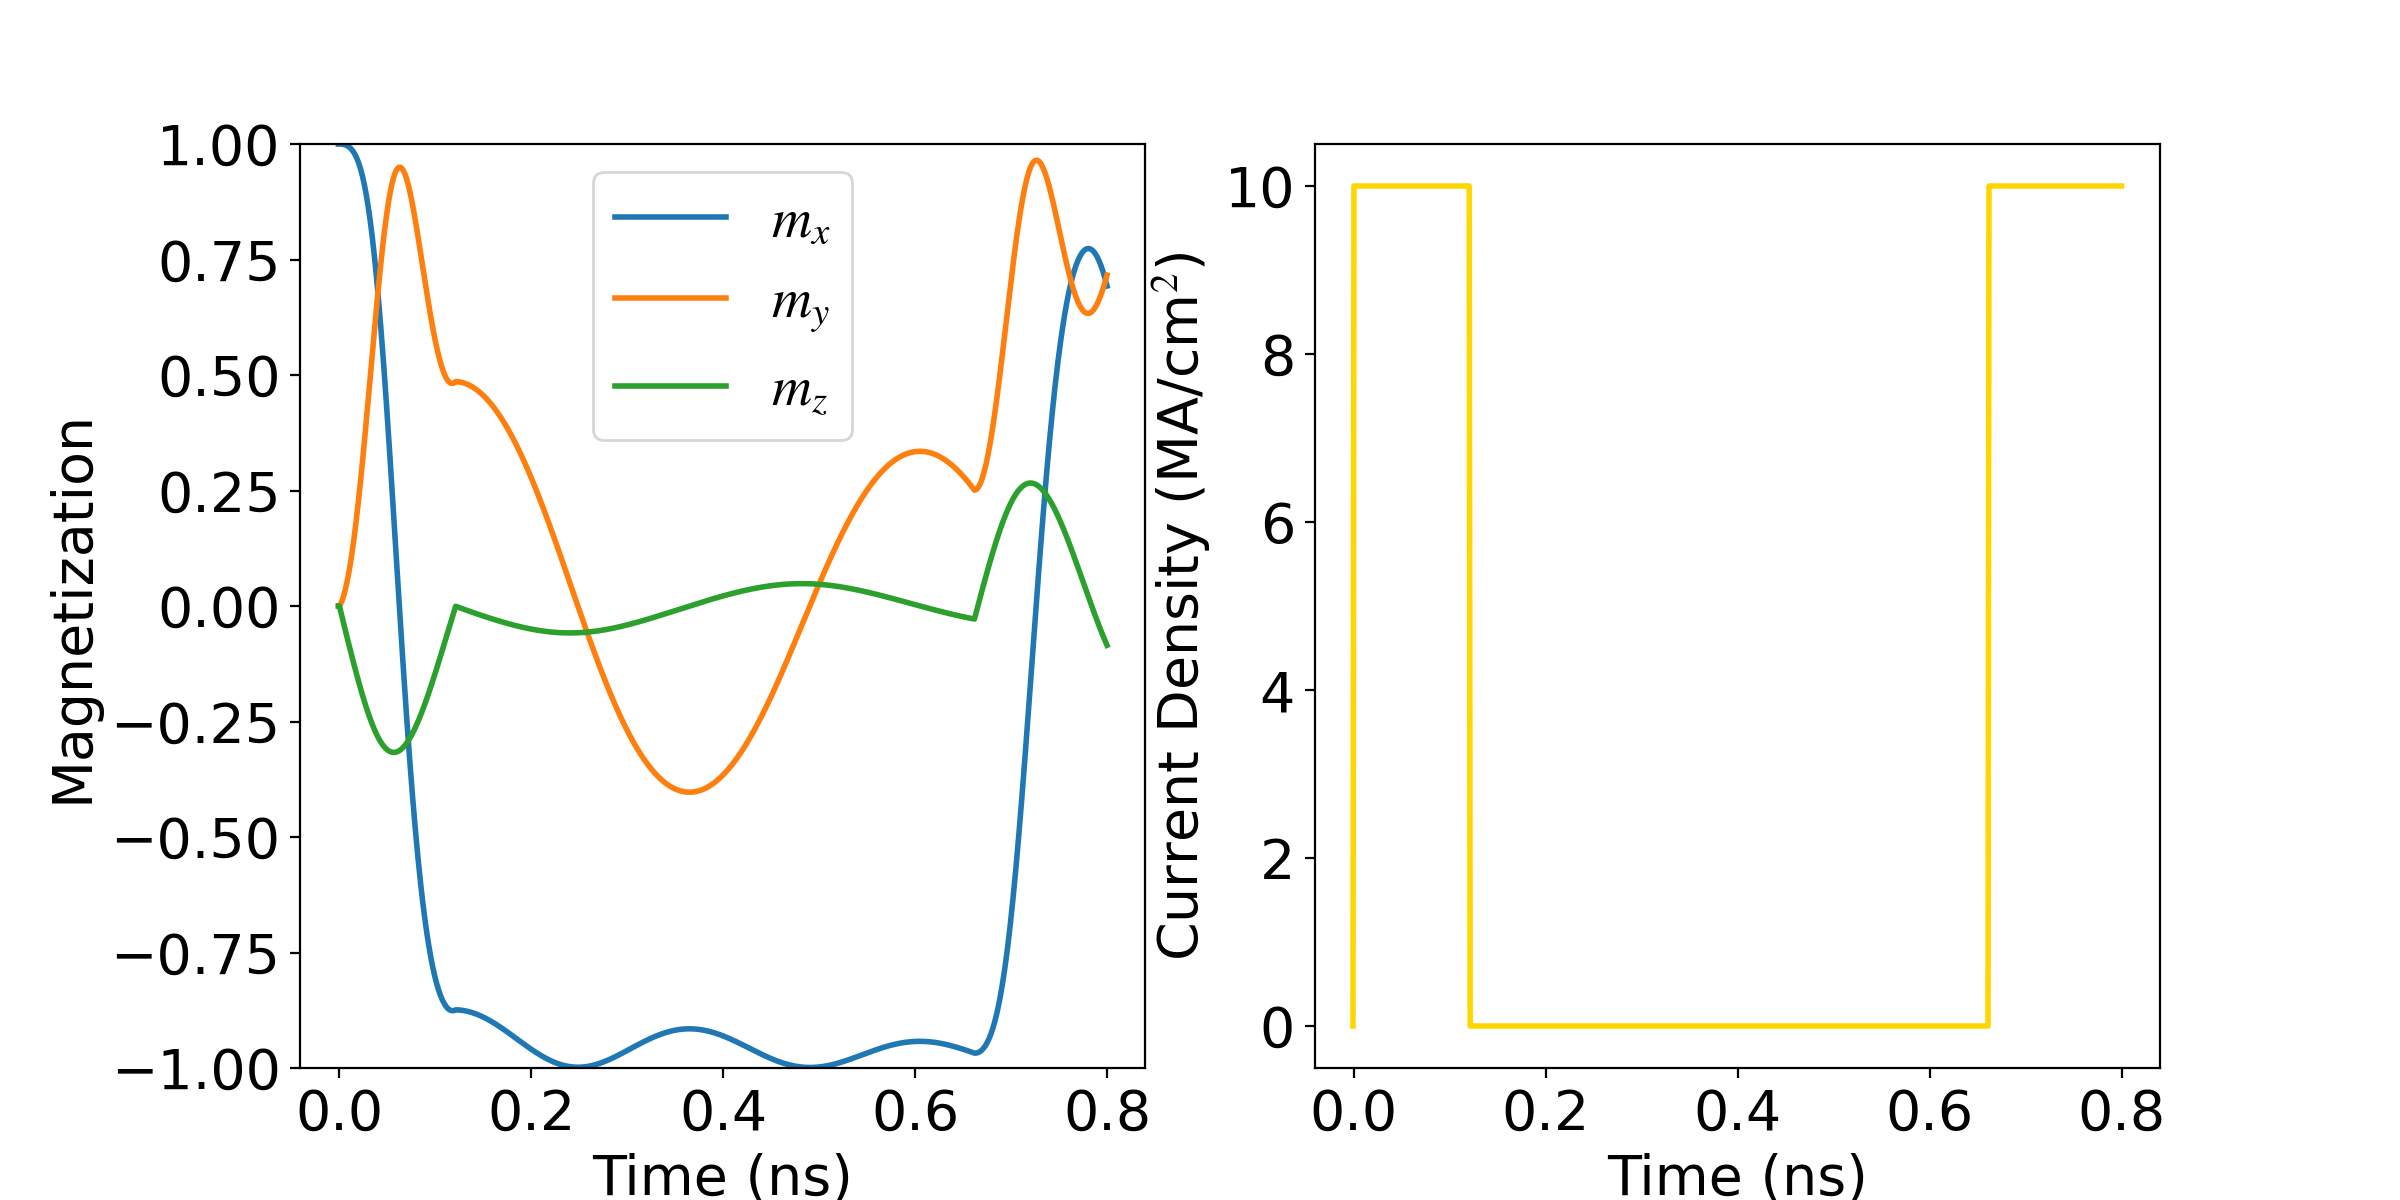 Magnetization
1.00
0.75
0.50
0.25
0.00
−0.25
−0.50
−0.75
−1.00
0.0 0.2 0.4 0.6 0.8
Time (ns)
m_x
m_y
m_z
Current Density (MA/cm²)
10
8
6
4
2
0
0.0 0.2 0.4 0.6 0.8
Time (ns)